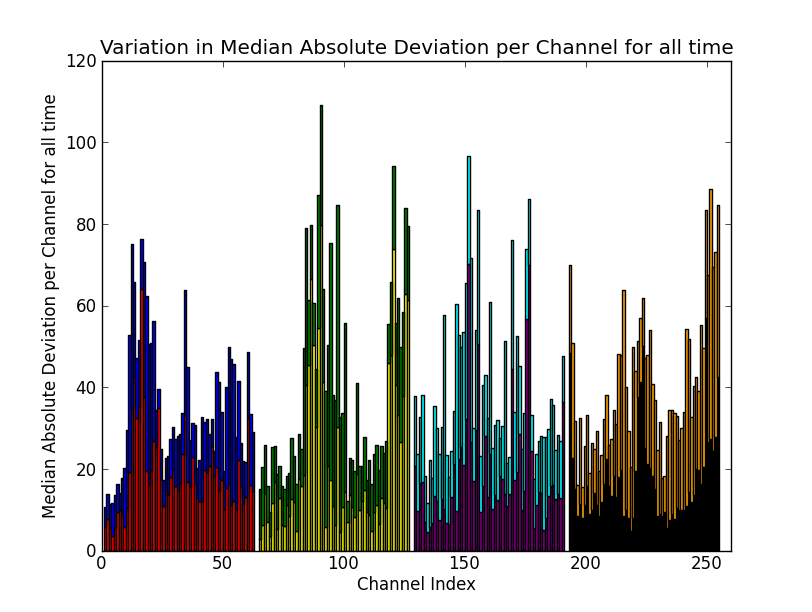 Variation in Median Absolute Deviation per Channel for all time
Median Absolute Deviation per Channel for all time
120
100
80
60
40
20
0
0 50 100 150 200 250
Channel Index